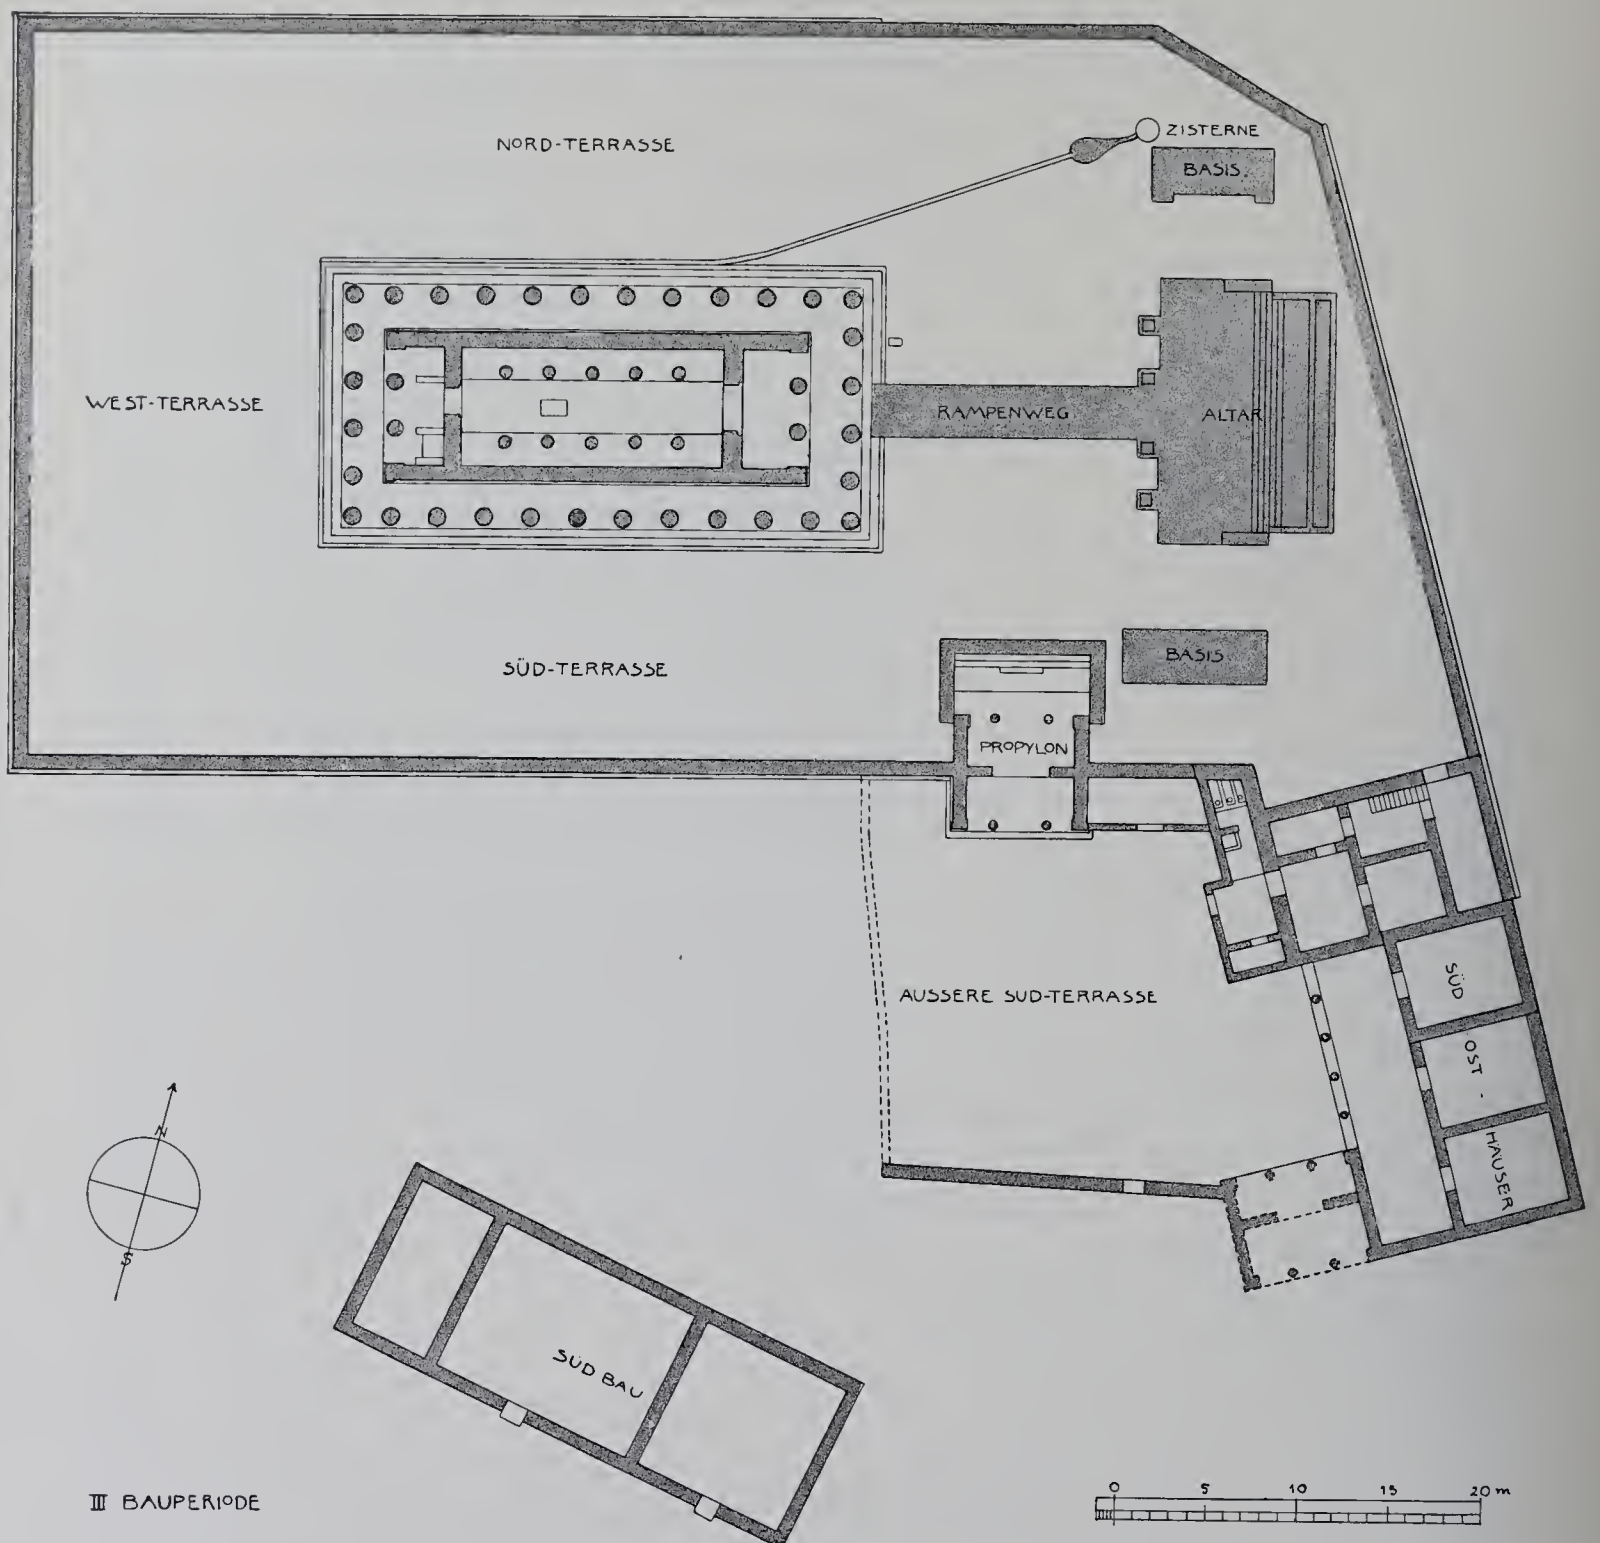 NORD-TERRASSE
ZISTERNE
BASIS.
WEST-TERRASSE
RAMPENWEG
ALTAR
SÜD-TERRASSE
BASIS
PROPYLON
AUSSERE SUD-TERRASSE
SÜD
OST-
HAUSER
N
S
SÜD BAU
III BAUPERIODE
0 5 10 15 20 m